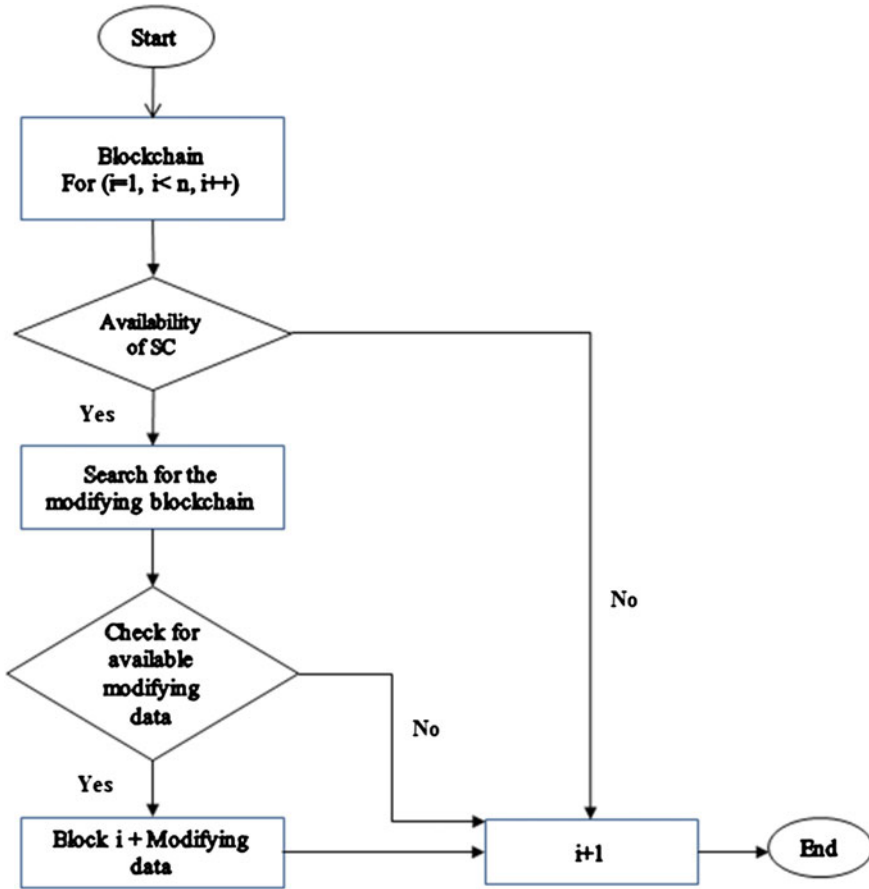 Start
Blockchain
For (i=1, i< n, i++)
Availability
of SC
Yes
Search for the
modifying blockchain
No
Check for
available
modifying
data
No
Yes
Block i + Modifying
data
i+1
End